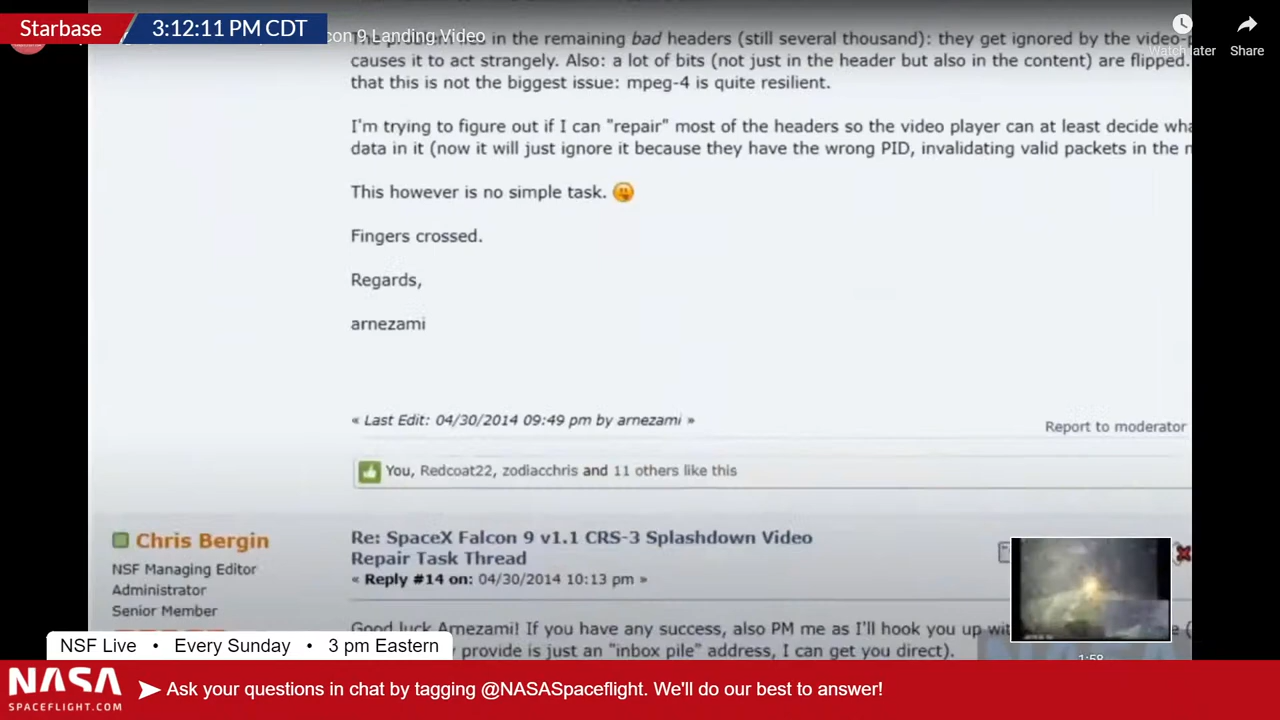 Starbase
3:12:11 PM CDT
con 9 Landing Video
Watch later
Share
in the remaining bad headers (still several thousand): they get ignored by the video-
causes it to act strangely. Also: a lot of bits (not just in the header but also in the content) are flipped.
that this is not the biggest issue: mpeg-4 is quite resilient.
I'm trying to figure out if I can "repair" most of the headers so the video player can at least decide
data in it (now it will just ignore it because they have the wrong PID, invalidating valid packets in the
This however is no simple task.
Fingers crossed.
Regards,
arnezami
« Last Edit: 04/30/2014 09:49 pm by arnezami »
Report to moderator
You, Redcoat22, zodiacchris and 11 others like this
Chris Bergin
NSF Managing Editor
Administrator
Senior Member
Re: SpaceX Falcon 9 v1.1 CRS-3 Splashdown Video
Repair Task Thread
« Reply #14 on: 04/30/2014 10:13 pm »
Good luck Arnezami! If you have any success, also PM me as I'll hook you up
provide is just an "inbox pile" address, I can get you direct).
1:58
NSF Live • Every Sunday • 3 pm Eastern
NASA
SPACEFLIGHT.COM
Ask your questions in chat by tagging @NASASpaceflight. We'll do our best to answer!